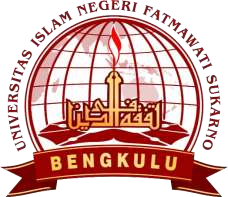 UNIVERSITAS ISLAM NEGERI FATMAWATI SUKARNO
BENGKULU